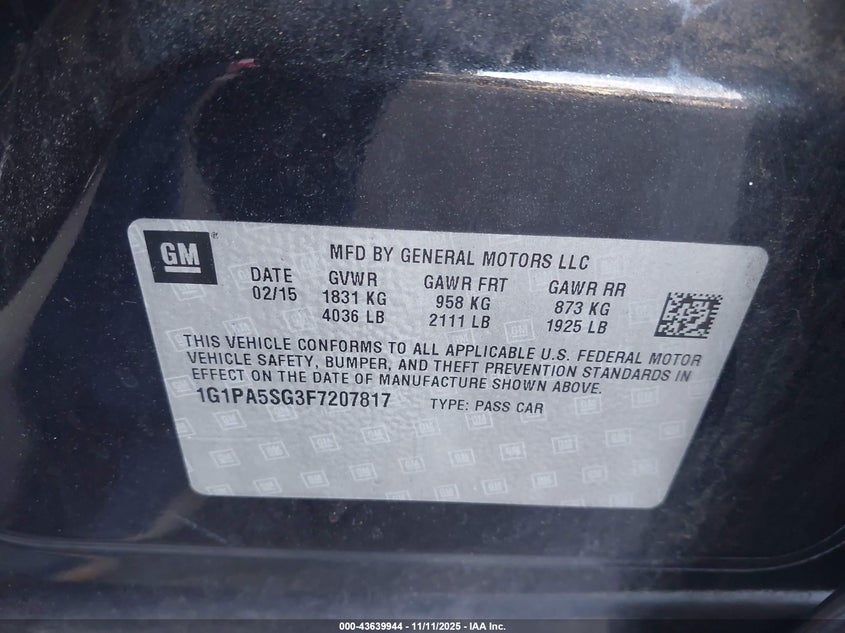 GM
MFD BY GENERAL MOTORS LLC
DATE GVWR GAWR FRT GAWR RR
02/15 1831 KG 958 KG 873 KG
4036 LB 2111 LB 1925 LB
THIS VEHICLE CONFORMS TO ALL APPLICABLE U.S. FEDERAL MOTOR
VEHICLE SAFETY, BUMPER, AND THEFT PREVENTION STANDARDS IN
EFFECT ON THE DATE OF MANUFACTURE SHOWN ABOVE.
1G1PA5SG3F7207817 TYPE: PASS CAR
000-43639944 - 11/11/2025 - IAA Inc.